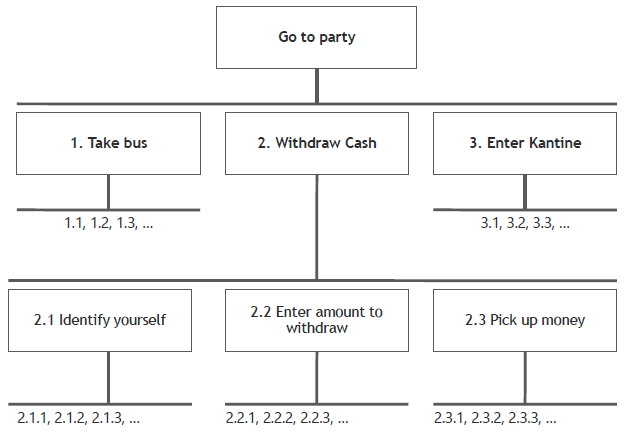 Go to party
1. Take bus
2. Withdraw Cash
3. Enter Kantine
1.1, 1.2, 1.3, ...
3.1, 3.2, 3.3, ...
2.1 Identify yourself
2.2 Enter amount to
withdraw
2.3 Pick up money
2.1.1, 2.1.2, 2.1.3, ...
2.2.1, 2.2.2, 2.2.3, ...
2.3.1, 2.3.2, 2.3.3, ...